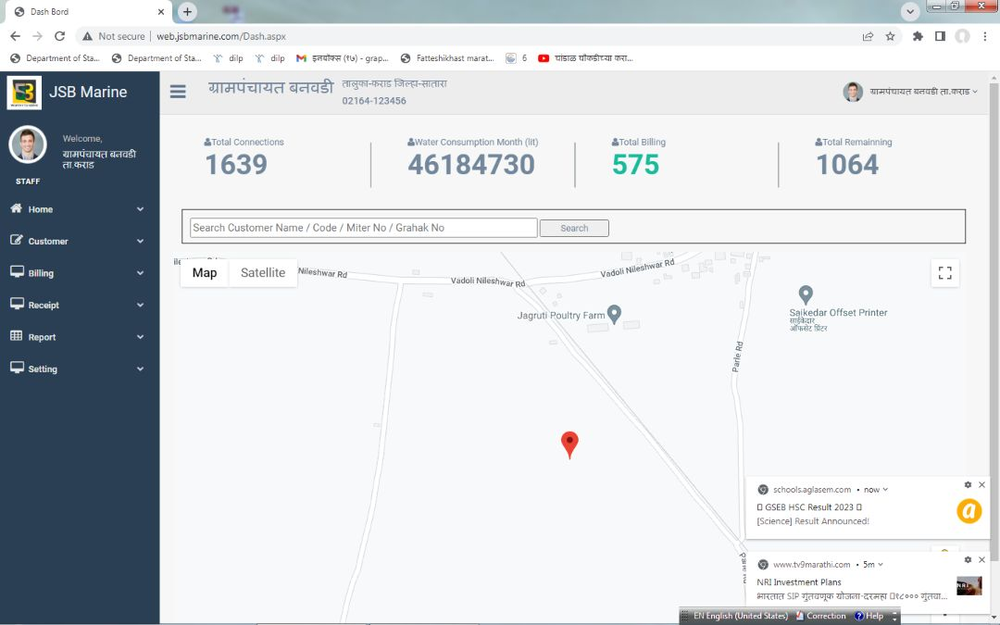 Dash Bord
Not secure | web.jsbmarine.com/Dash.aspx
Department of Sta...
Department of Sta...
dilp
dilp
इनबॉक्स (१७) - grap...
Fatteshikhast marat...
6
चांडाळ चौकडीच्या करा...
JSB Marine
ग्रामपंचायत बनवडी
तालुका-कराड जिल्हा-सातारा
02164-123456
ग्रामपंचायत बनवडी ता.कराड
Welcome,
ग्रामपंचायत बनवडी
ता.कराड
STAFF
Home
Customer
Billing
Receipt
Report
Setting
Total Connections
1639
Water Consumption Month (lit)
46184730
Total Billing
575
Total Remainning
1064
Search Customer Name / Code / Miter No / Grahak No
Search
Map
Satellite
Nileshwar Rd
Vadoli Nileshwar Rd
Vadoli Nileshwar Rd
Jagruti Poultry Farm
Saikedar Offset Printer
साईकेदार
ऑफसेट प्रिंटर
Parle Rd
schools.aglasem.com • now
GSEB HSC Result 2023
[Science] Result Announced!
www.tv9marathi.com • 5m
NRI Investment Plans
भारतात SIP गुंतवणूक योजना-दरमहा १८००० गुंतवा...
NRI
EN English (United States)
Correction
Help